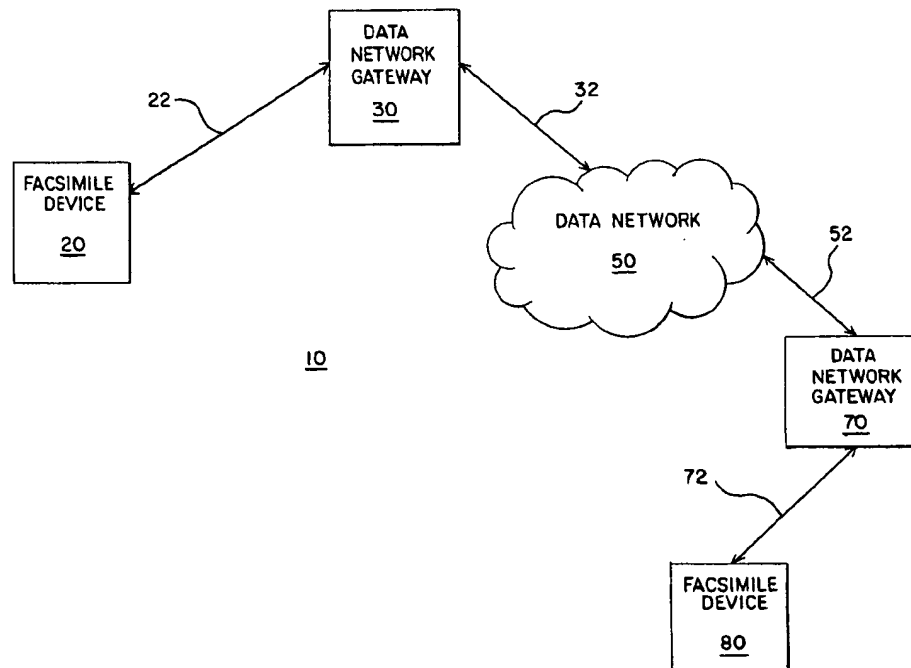 DATA
NETWORK
GATEWAY
30
22
32
FACSIMILE
DEVICE
20
DATA NETWORK
50
52
10
DATA
NETWORK
GATEWAY
70
72
FACSIMILE
DEVICE
80